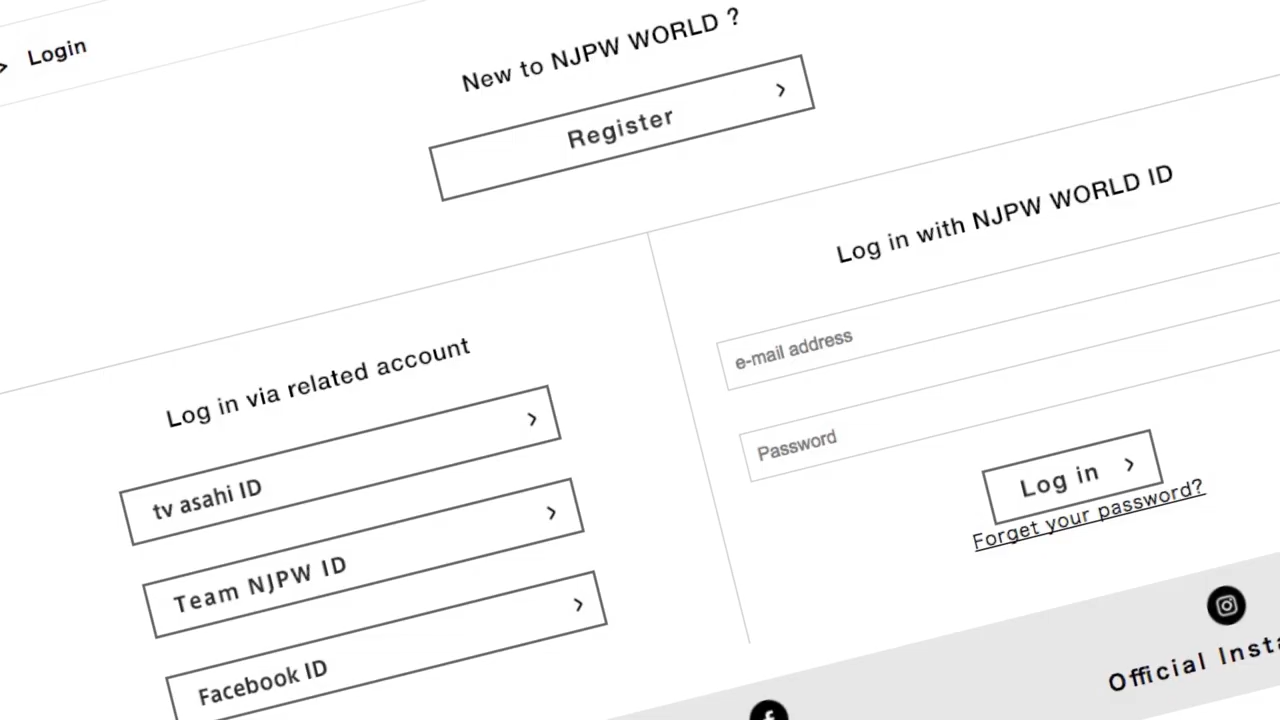 > Login
New to NJPW WORLD ?
Register >
Log in via related account
tv asahi ID >
Team NJPW ID >
Facebook ID >
Log in with NJPW WORLD ID
e-mail address
Password
Log in >
Forget your password?
Official Insta